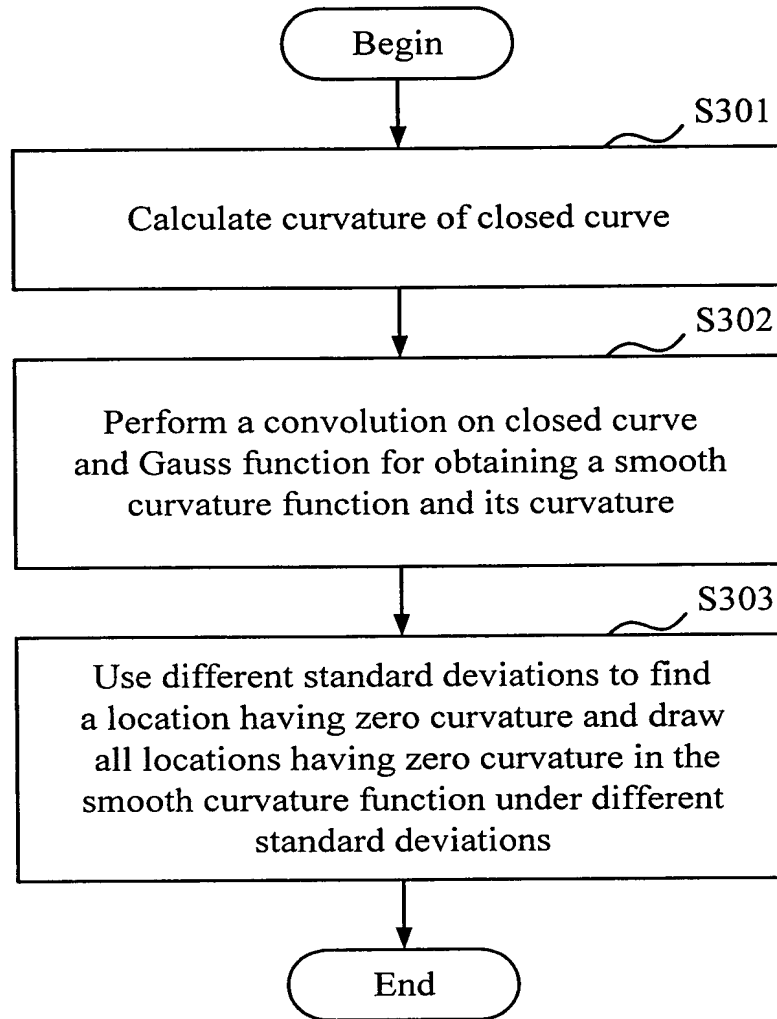 Begin
S301
Calculate curvature of closed curve
S302
Perform a convolution on closed curve
and Gauss function for obtaining a smooth
curvature function and its curvature
S303
Use different standard deviations to find
a location having zero curvature and draw
all locations having zero curvature in the
smooth curvature function under different
standard deviations
End